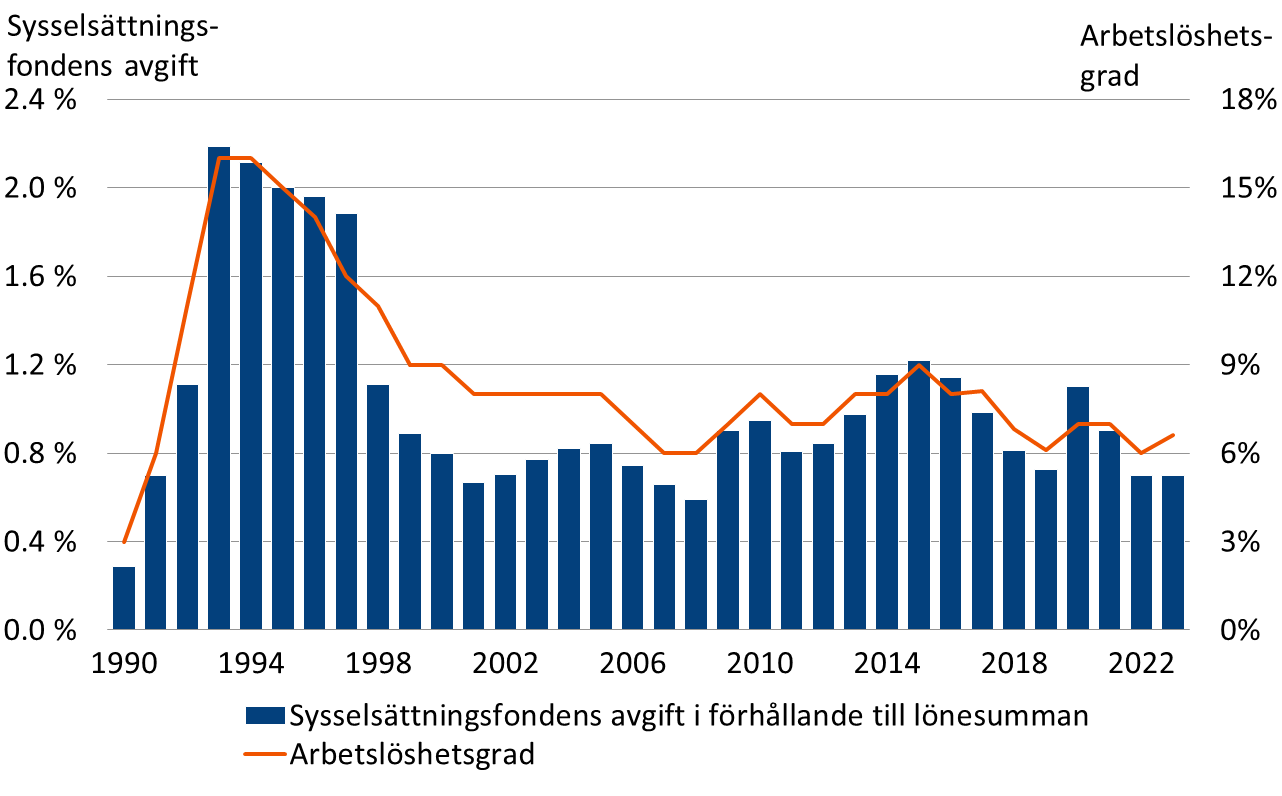 Sysselsättnings-
fondens avgift
Arbetslöshets-
grad
2.4 % 18%
2.0 % 15%
1.6 % 12%
1.2 % 9%
0.8 % 6%
0.4 % 3%
0.0 % 0%
1990 1994 1998 2002 2006 2010 2014 2018 2022
Sysselsättningsfondens avgift i förhållande till lönesumman
Arbetslöshetsgrad